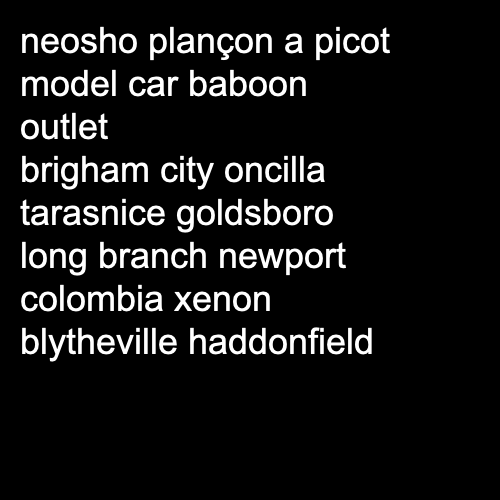 neosho plançon a picot
model car baboon
outlet
brigham city oncilla
tarasnice goldsboro
long branch newport
colombia xenon
blytheville haddonfield